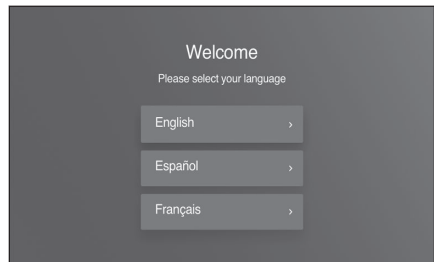 Welcome
Please select your language
English ›
Español ›
Français ›